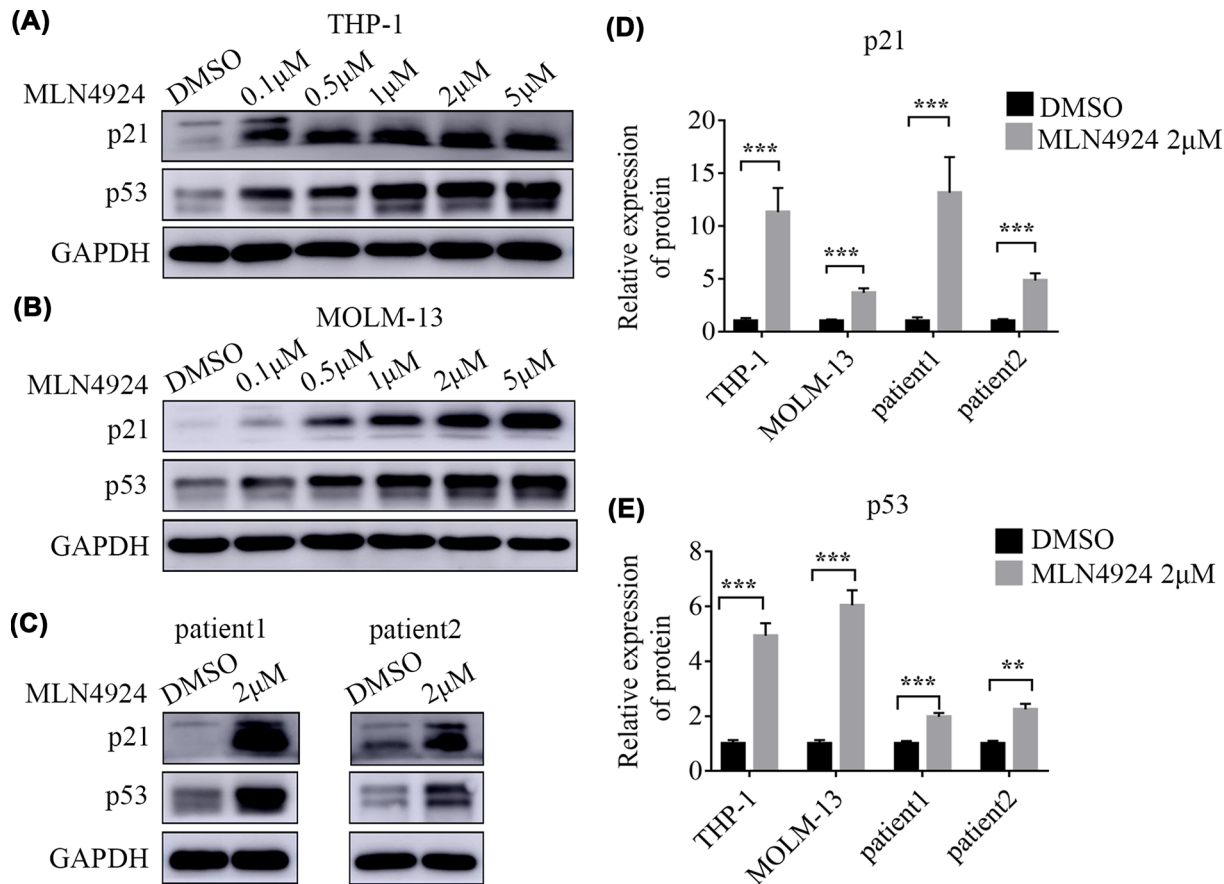 (A)
THP-1
MLN4924 DMSO 0.1μM 0.5μM 1μM 2μM 5μM
p21
p53
GAPDH
(B)
MOLM-13
MLN4924 DMSO 0.1μM 0.5μM 1μM 2μM 5μM
p21
p53
GAPDH
(C)
patient1 patient2
MLN4924 DMSO 2μM DMSO 2μM
p21
p53
GAPDH
(D)
p21
DMSO
MLN4924 2μM
Relative expression
of protein
20
15
10
5
0
*** *** *** ***
THP-1 MOLM-13 patient1 patient2
(E)
p53
DMSO
MLN4924 2μM
Relative expression
of protein
8
6
4
2
0
*** *** *** **
THP-1 MOLM-13 patient1 patient2